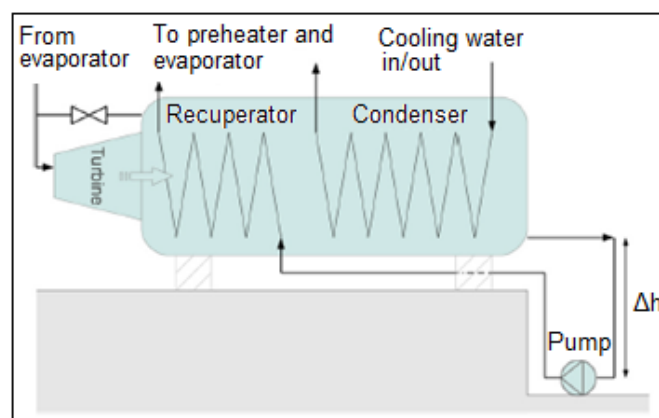 From
evaporator
To preheater and
evaporator
Cooling water
in/out
Recuperator
Condenser
Turbine
Δh
Pump